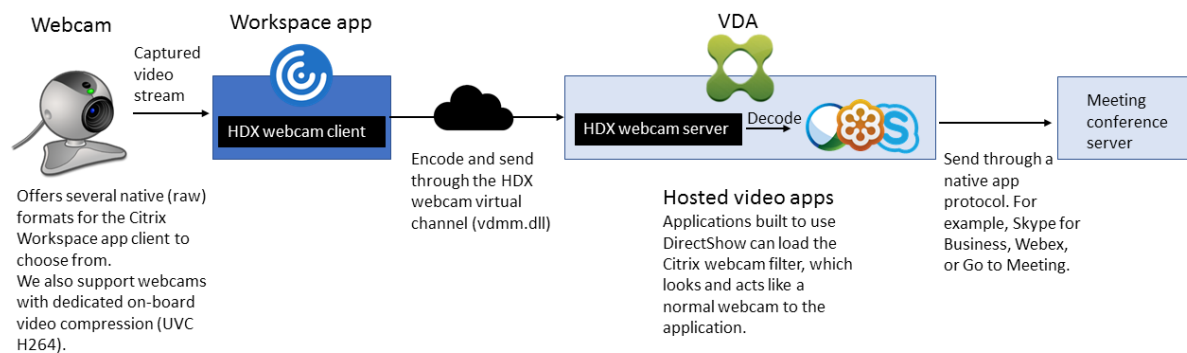 Webcam
Captured
video
stream
Workspace app
HDX webcam client
VDA
HDX webcam server
Decode
Meeting
conference
server
Offers several native (raw)
formats for the Citrix
Workspace app client to
choose from.
We also support webcams
with dedicated on-board
video compression (UVC
H264).
Encode and send
through the HDX
webcam virtual
channel (vdmm.dll)
Hosted video apps
Applications built to use
DirectShow can load the
Citrix webcam filter, which
looks and acts like a
normal webcam to the
application.
Send through a
native app
protocol. For
example, Skype for
Business, Webex,
or Go to Meeting.